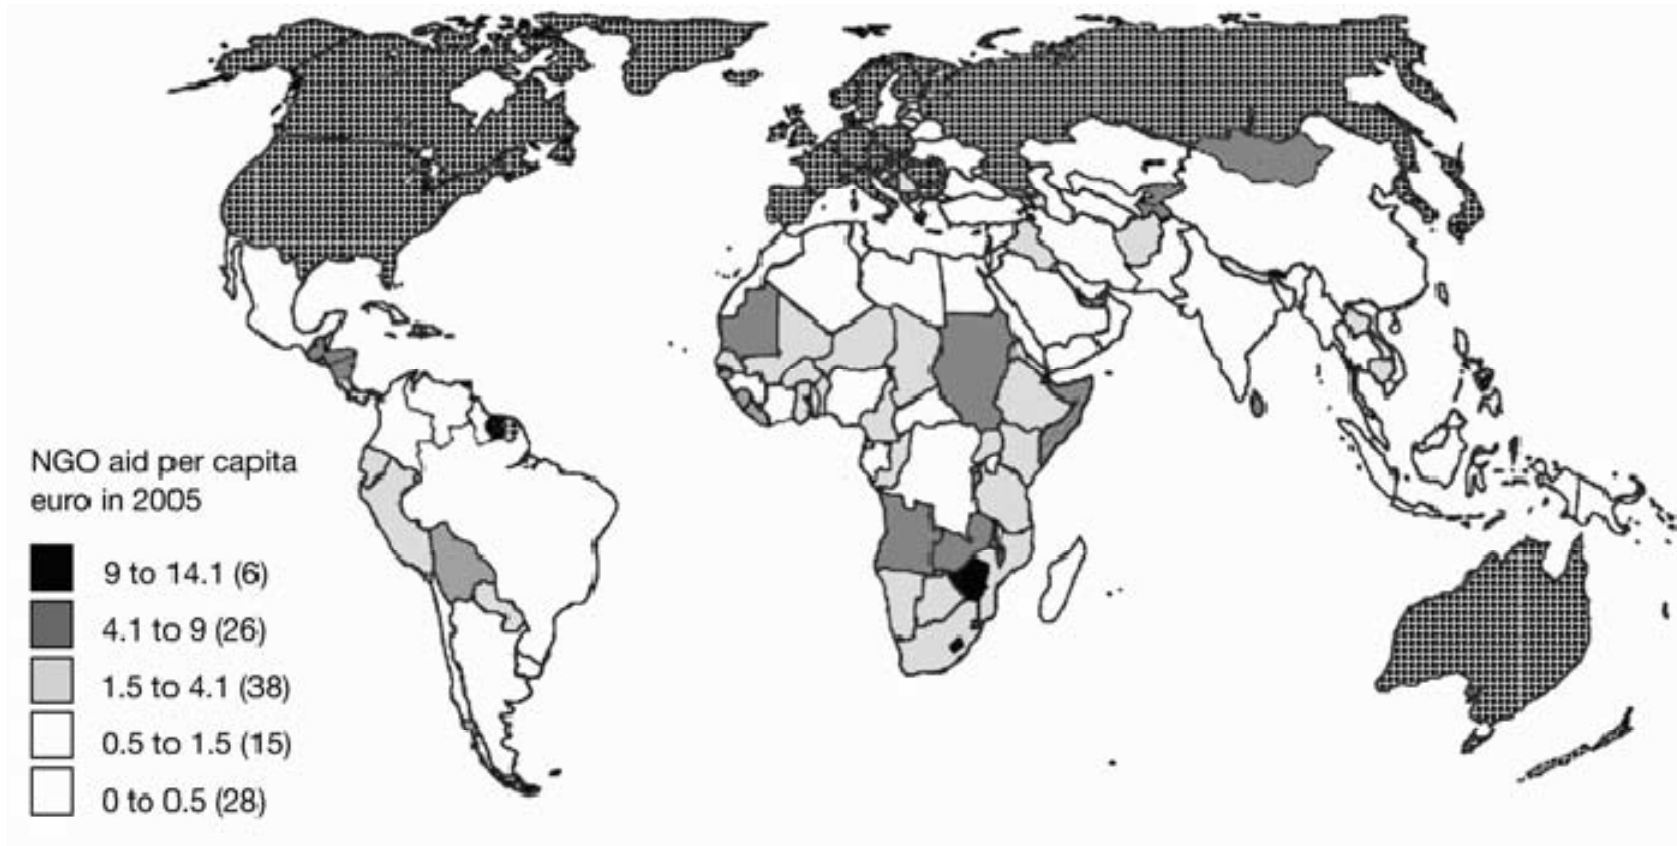 NGO aid per capita
euro in 2005
9 to 14.1 (6)
4.1 to 9 (26)
1.5 to 4.1 (38)
0.5 to 1.5 (15)
0 to 0.5 (28)